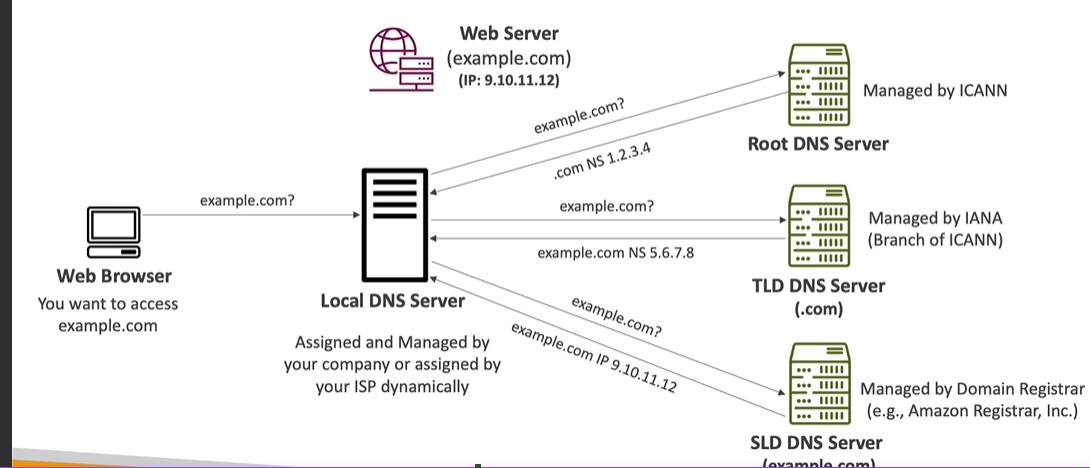 Web Server
(example.com)
(IP: 9.10.11.12)
Managed by ICANN
Root DNS Server
example.com?
.com NS 1.2.3.4
example.com?
Web Browser
You want to access
example.com
Local DNS Server
Assigned and Managed by
your company or assigned by
your ISP dynamically
example.com?
example.com NS 5.6.7.8
Managed by IANA
(Branch of ICANN)
TLD DNS Server
(.com)
example.com?
example.com IP 9.10.11.12
Managed by Domain Registrar
(e.g., Amazon Registrar, Inc.)
SLD DNS Server
(example.com)